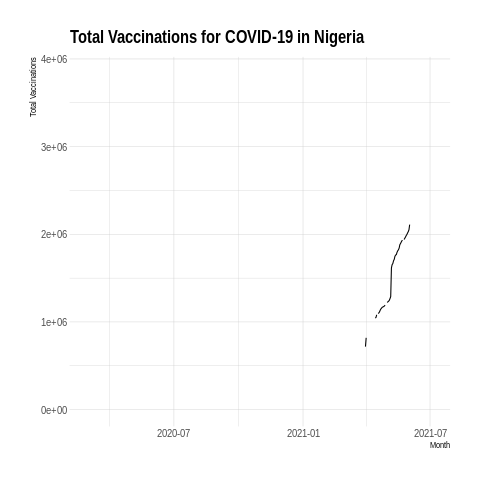 Total Vaccinations for COVID-19 in Nigeria
Total Vaccinations
4e+06
3e+06
2e+06
1e+06
0e+00
2020-07 2021-01 2021-07
Month